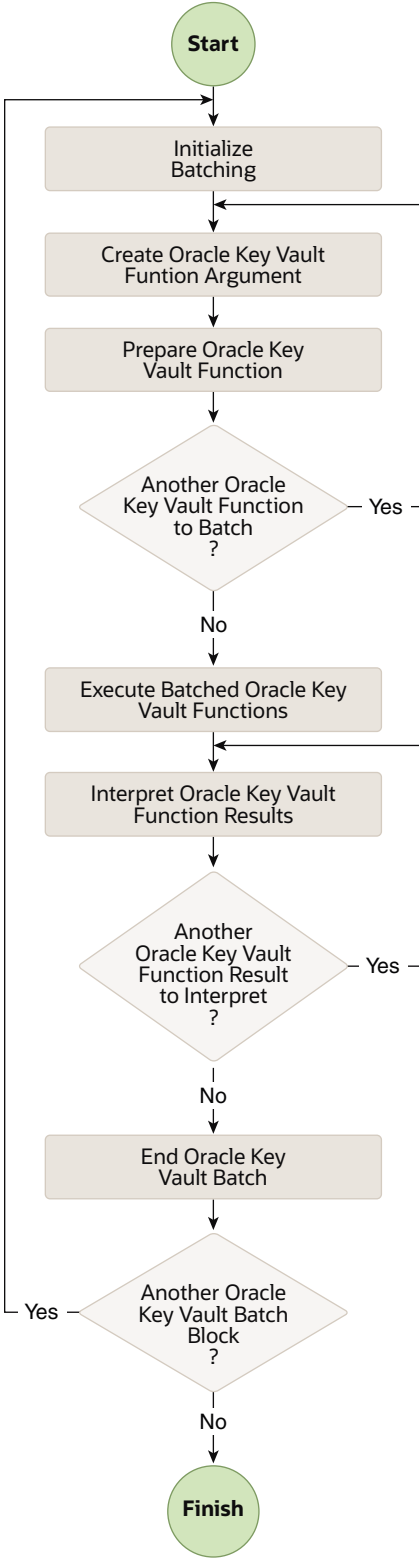 Start
Initialize
Batching
Create Oracle Key Vault
Funtion Argument
Prepare Oracle Key
Vault Function
Another Oracle
Key Vault Function
to Batch
?
Yes
No
Execute Batched Oracle Key
Vault Functions
Interpret Oracle Key Vault
Function Results
Another
Oracle Key Vault
Function Result
to Interpret
?
Yes
No
End Oracle Key
Vault Batch
Another Oracle
Key Vault Batch
Block
?
Yes
No
Finish